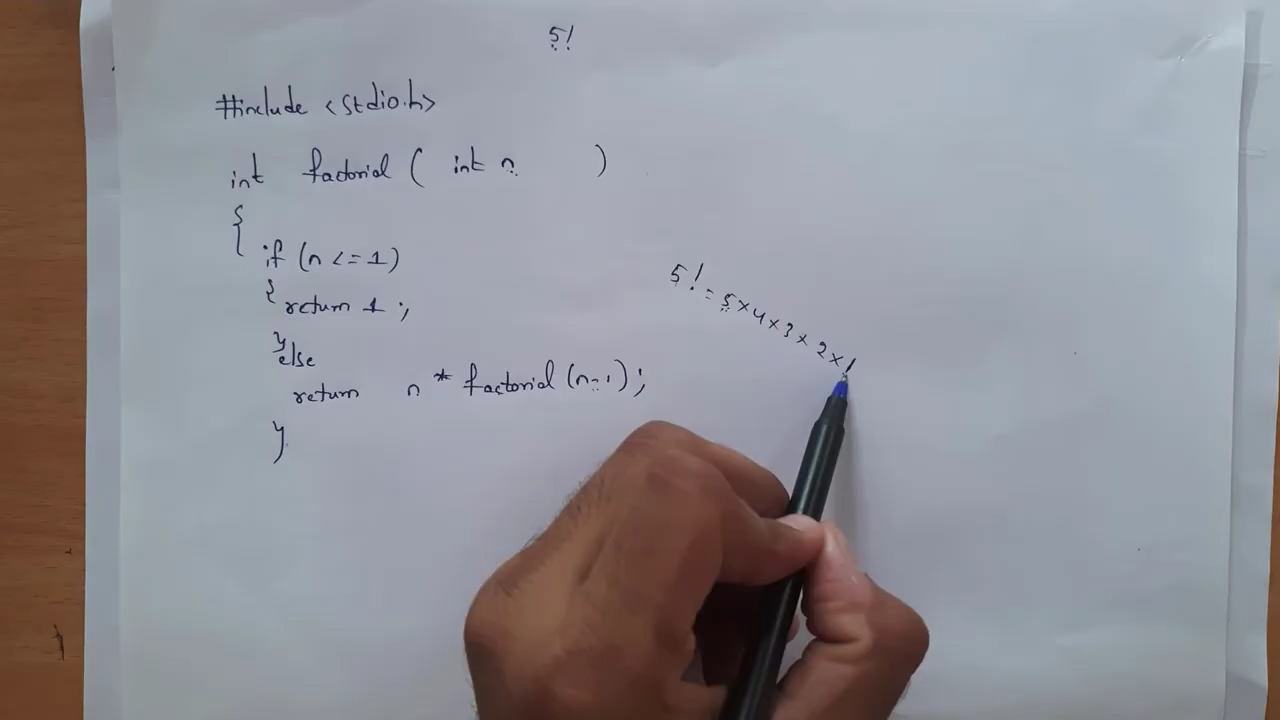 5!
#include <stdio.h>
int factorial ( int n )
{
if (n <= 1)
{ return 1 ;
}
else
return n * factorial (n-1) ;
}
5! = 5 × 4 × 3 × 2 × 1